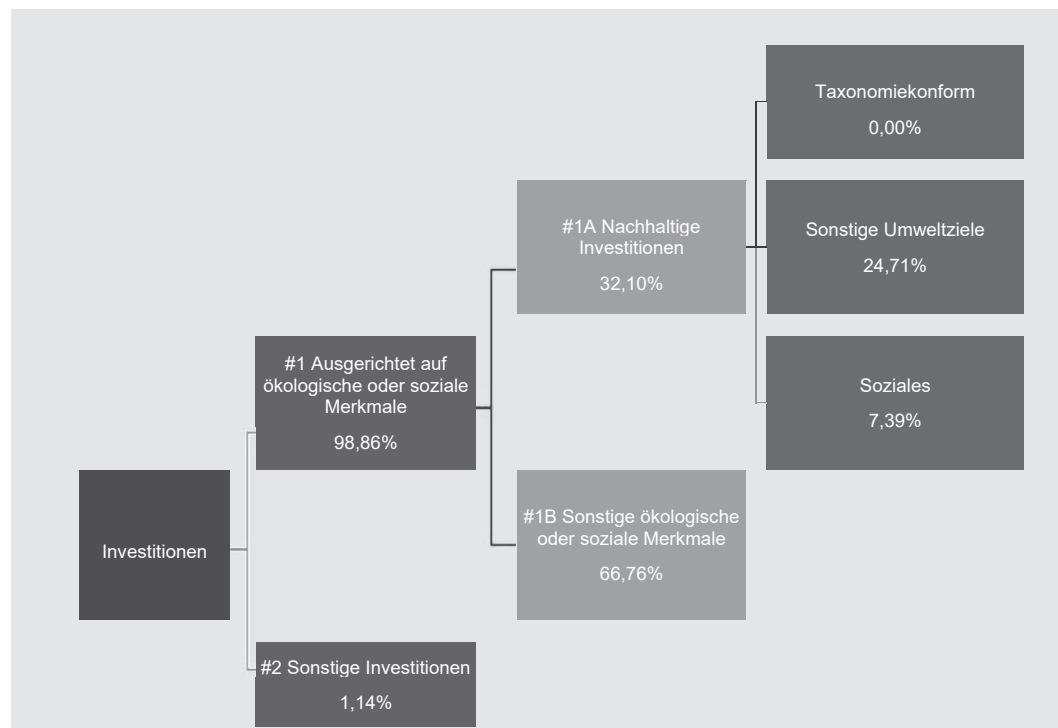 Taxonomiekonform
0,00%
#1A Nachhaltige
Investitionen
32,10%
Sonstige Umweltziele
24,71%
#1 Ausgerichtet auf
ökologische oder soziale
Merkmale
98,86%
Soziales
7,39%
Investitionen
#1B Sonstige ökologische
oder soziale Merkmale
66,76%
#2 Sonstige Investitionen
1,14%